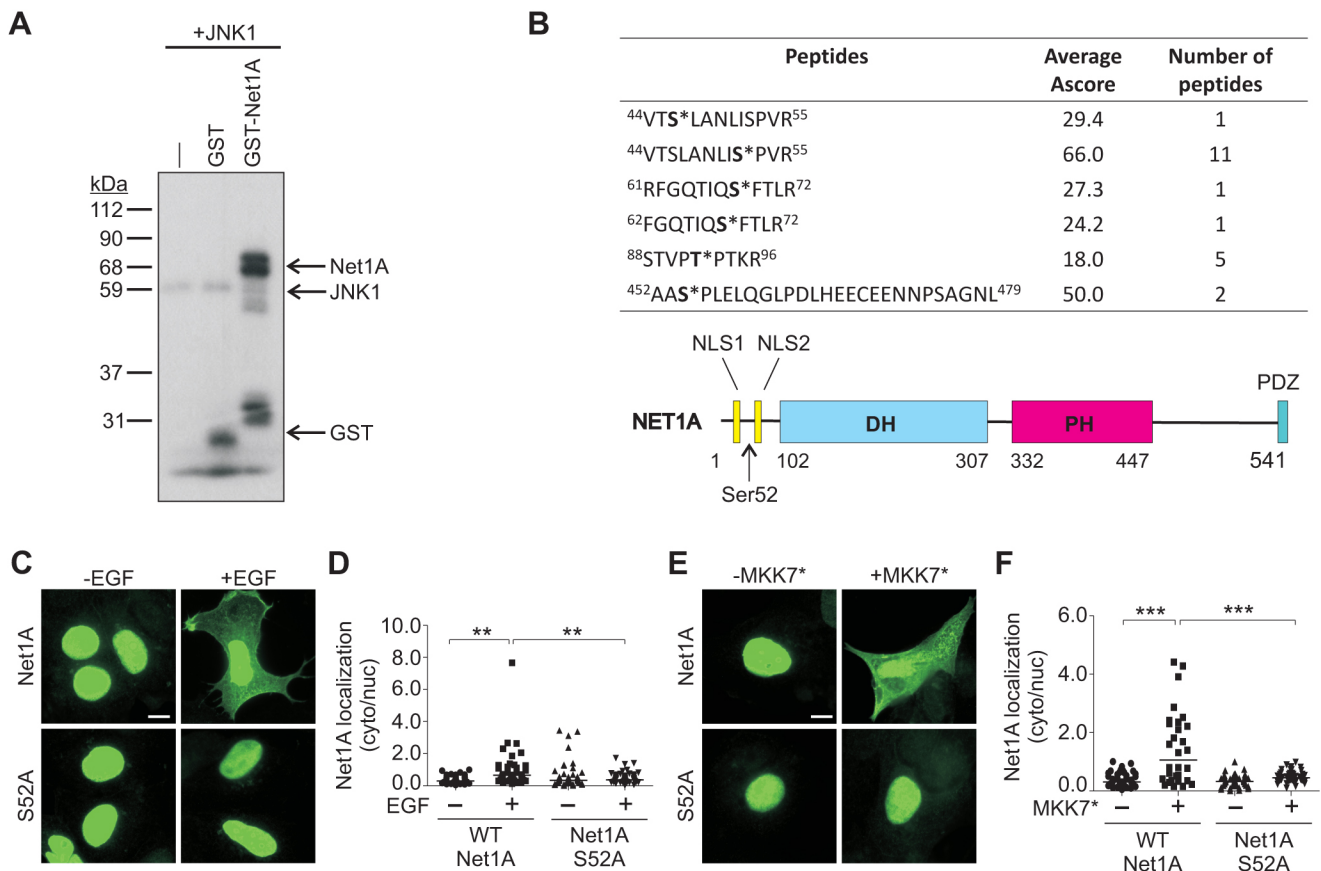 A
+JNK1
—
GST
GST-Net1A
kDa
112
90
68
59
37
31
Net1A
JNK1
GST
B
Peptides
Average Ascore
Number of peptides
⁴⁴VTS*LANLISPVR⁵⁵ 29.4 1
⁴⁴VTSLANLIS*PVR⁵⁵ 66.0 11
⁶¹RFGQTIQS*FTLR⁷² 27.3 1
⁶²FGQTIQS*FTLR⁷² 24.2 1
⁸⁸STVPT*PTKR⁹⁶ 18.0 5
⁴⁵²AAS*PLELQGLPDLHEECEENNPSAGNL⁴⁷⁹ 50.0 2
NLS1 NLS2
PDZ
NET1A DH PH
1 102 307 332 447 541
Ser52
C
-EGF +EGF
Net1A
S52A
D
Net1A localization
(cyto/nuc)
10.0
8.0
6.0
4.0
2.0
0.0
** **
EGF − + − +
WT Net1A
Net1A S52A
E
-MKK7* +MKK7*
Net1A
S52A
F
Net1A localization
(cyto/nuc)
6.0
4.0
2.0
0.0
*** ***
MKK7* − + − +
WT Net1A
Net1A S52A